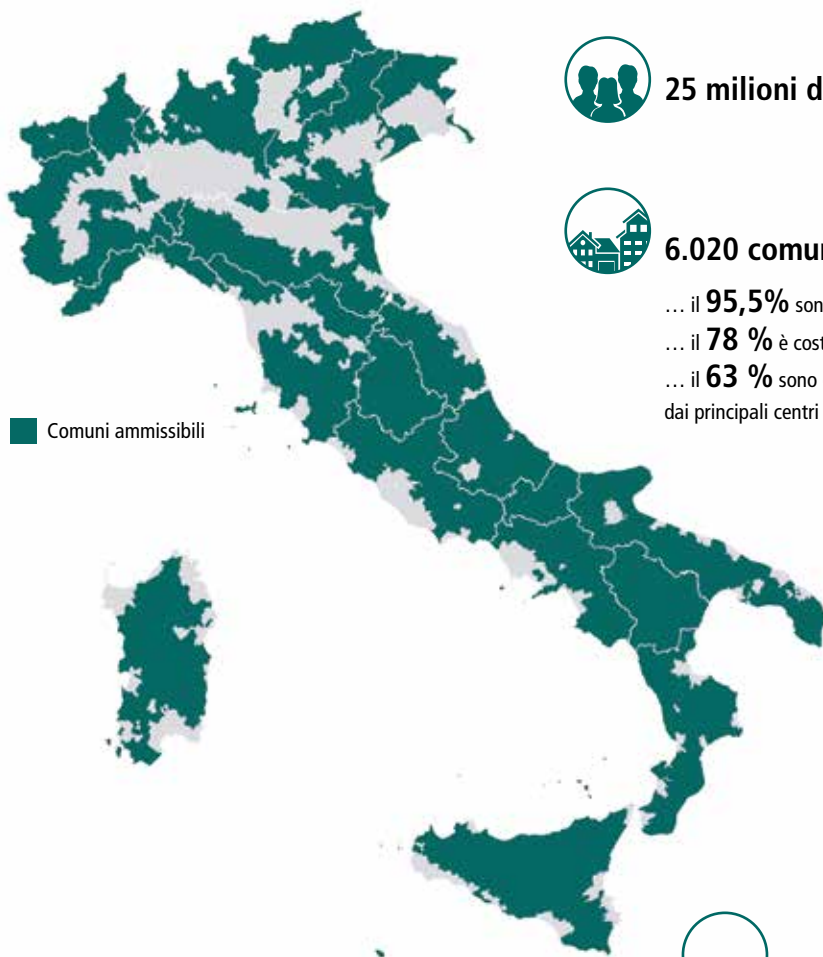 25 milioni d
6.020 comun
… il 95,5% son
… il 78 % è cost
… il 63 % sono
dai principali centri
Comuni ammissibili